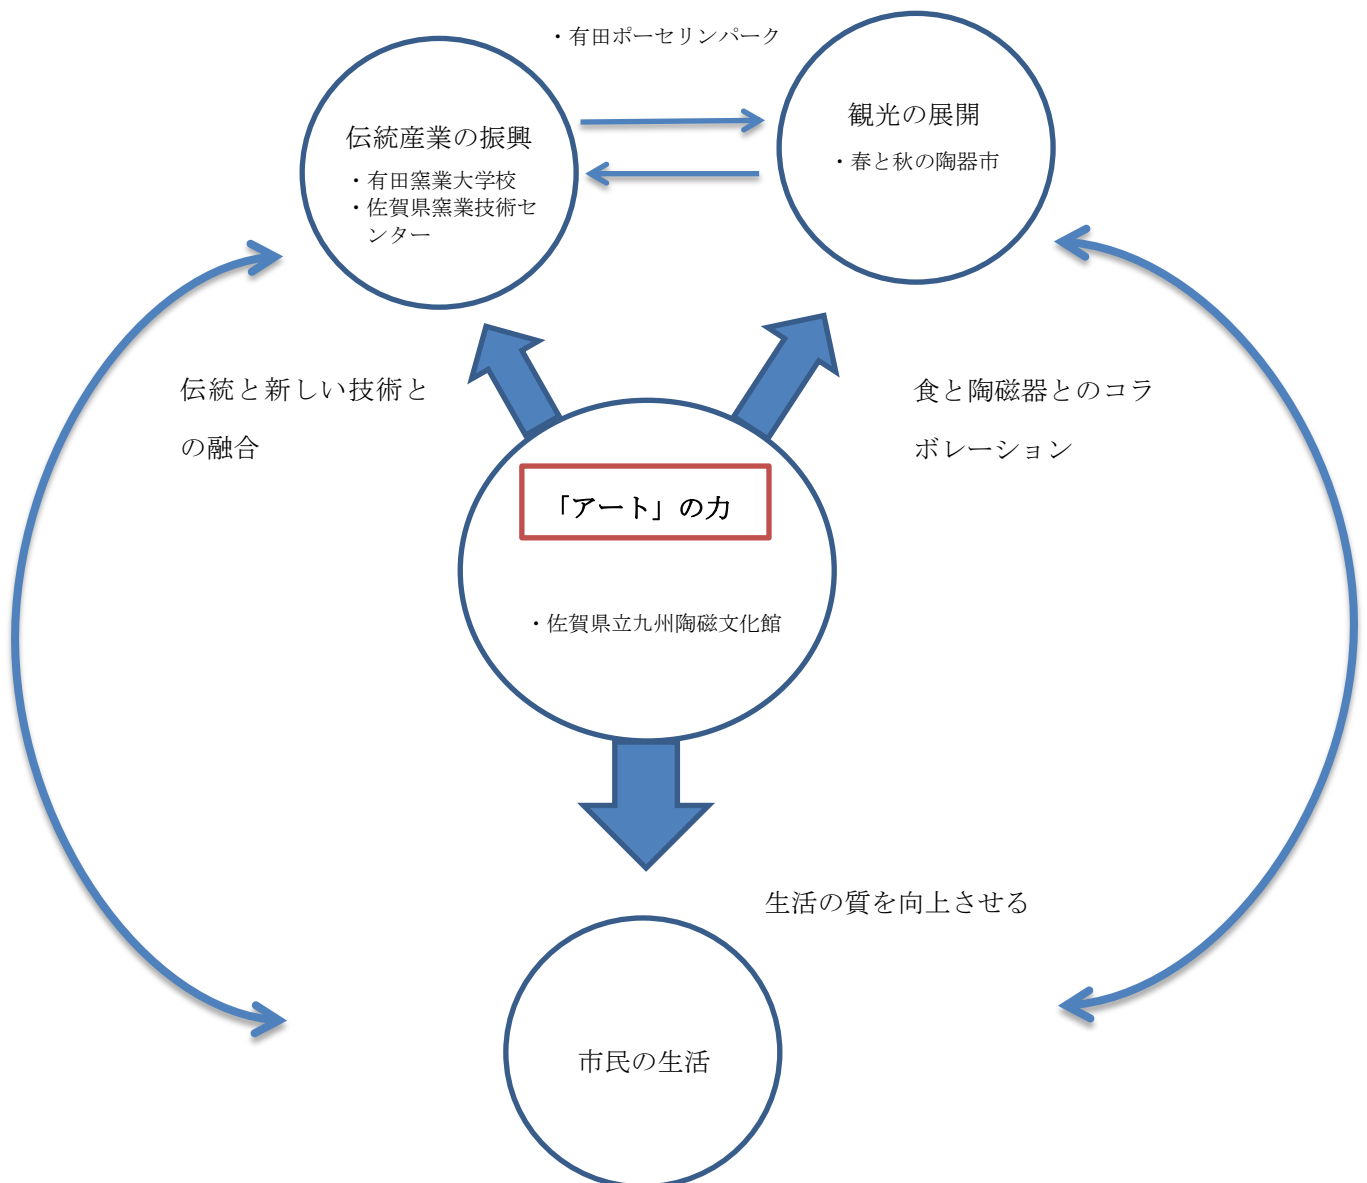 ・有田ポーセリンパーク
伝統産業の振興
・有田窯業大学校
・佐賀県窯業技術セ
ンター
観光の展開
・春と秋の陶器市
伝統と新しい技術と
の融合
食と陶磁器とのコラ
ボレーション
「アート」の力
・佐賀県立九州陶磁文化館
生活の質を向上させる
市民の生活